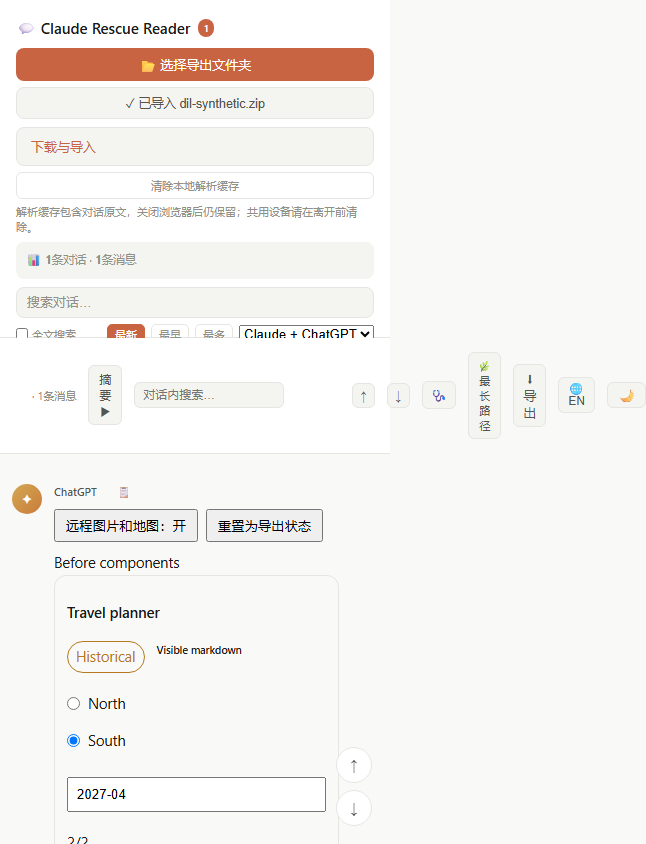 Claude Rescue Reader 1
选择导出文件夹
✓ 已导入 dil-synthetic.zip
下载与导入
清除本地解析缓存
解析缓存包含对话原文，关闭浏览器后仍保留；共用设备请在离开前清
除。
1条对话 · 1条消息
搜索对话...
全文搜索 最新 最早 最多 Claude + ChatGPT
· 1条消息
摘
要
▶
对话内搜索...
↑
↓
最
长
路
径
⬇
导
出
EN
ChatGPT
远程图片和地图：开 重置为导出状态
Before components
Travel planner
Historical Visible markdown
North
South
2027-04
↑
↓
2/2